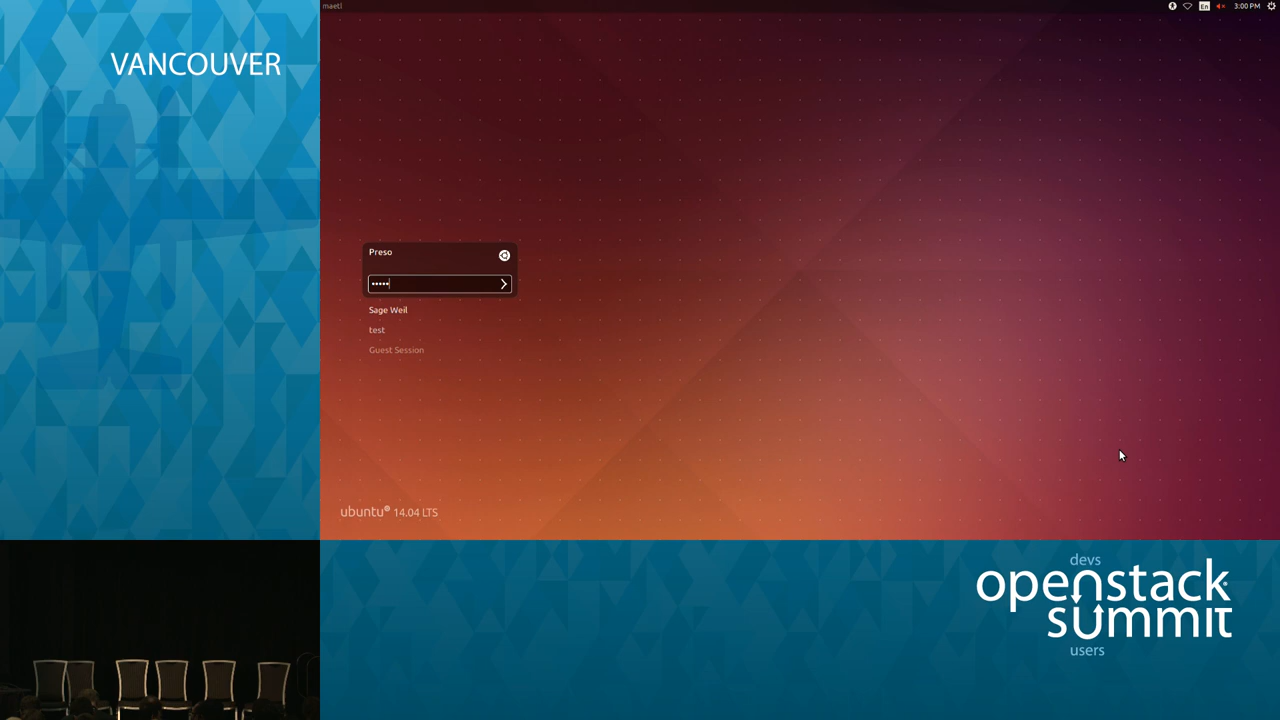 VANCOUVER
maetl
En
3:00 PM
Preso
•••••
Sage Weil
test
Guest Session
ubuntu® 14.04 LTS
devs
openstack
summit
users